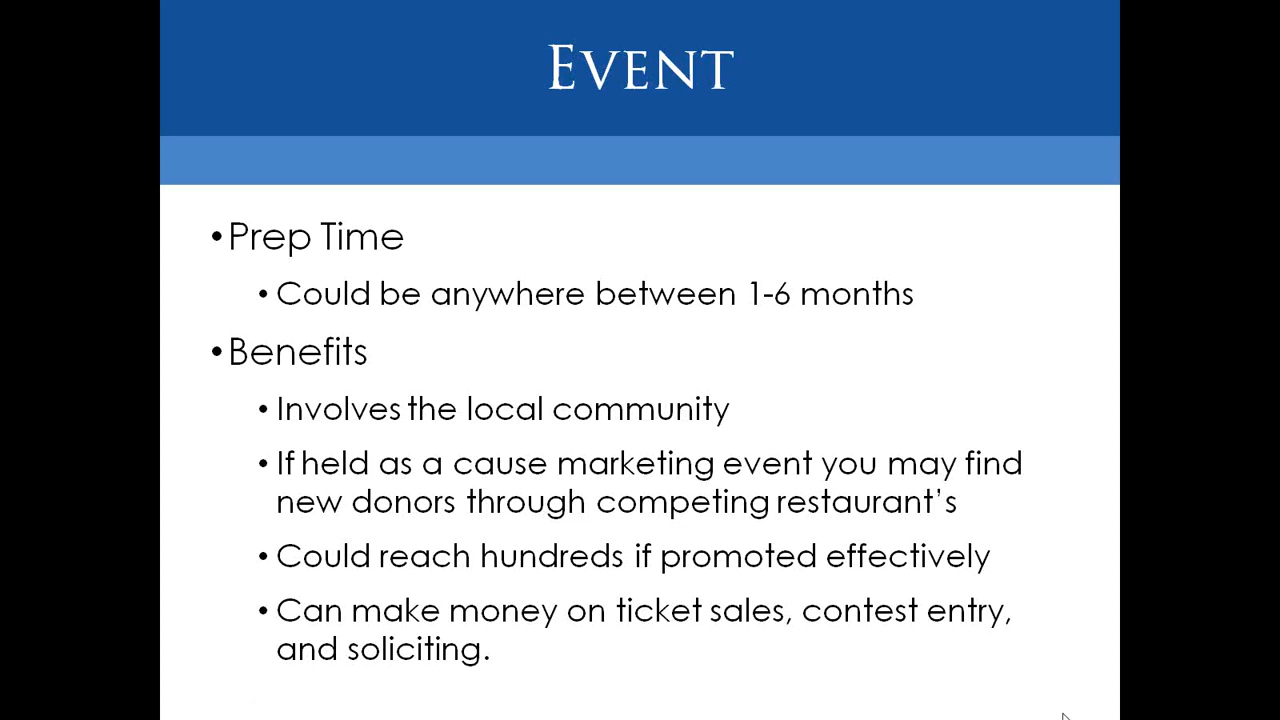 EVENT
•Prep Time
• Could be anywhere between 1-6 months
•Benefits
• Involves the local community
• If held as a cause marketing event you may find
new donors through competing restaurant’s
• Could reach hundreds if promoted effectively
• Can make money on ticket sales, contest entry,
and soliciting.